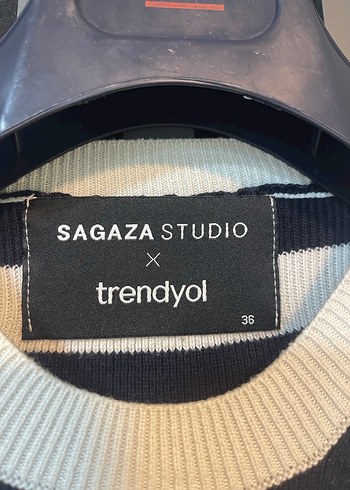 SAGAZA STUDIO
×
trendyol
36